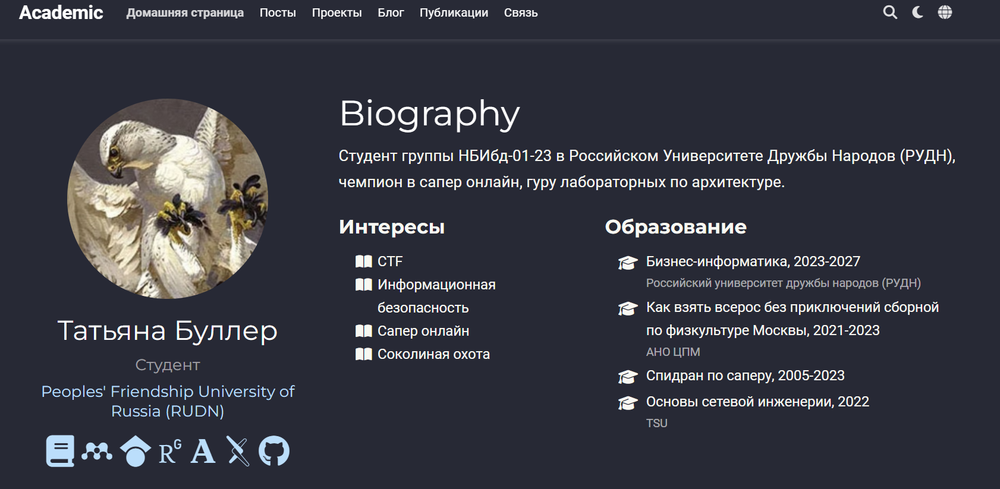 Academic
Домашняя страница Посты Проекты Блог Публикации Связь
Татьяна Буллер
Студент
Peoples' Friendship University of
Russia (RUDN)
RG A
Biography
Студент группы НБИбд-01-23 в Российском Университете Дружбы Народов (РУДН),
чемпион в сапер онлайн, гуру лабораторных по архитектуре.
Интересы
CTF
Информационная
безопасность
Сапер онлайн
Соколиная охота
Образование
Бизнес-информатика, 2023-2027
Российский университет дружбы народов (РУДН)
Как взять всерос без приключений сборной
по физкультуре Москвы, 2021-2023
АНО ЦПМ
Спидран по саперу, 2005-2023
Основы сетевой инженерии, 2022
TSU